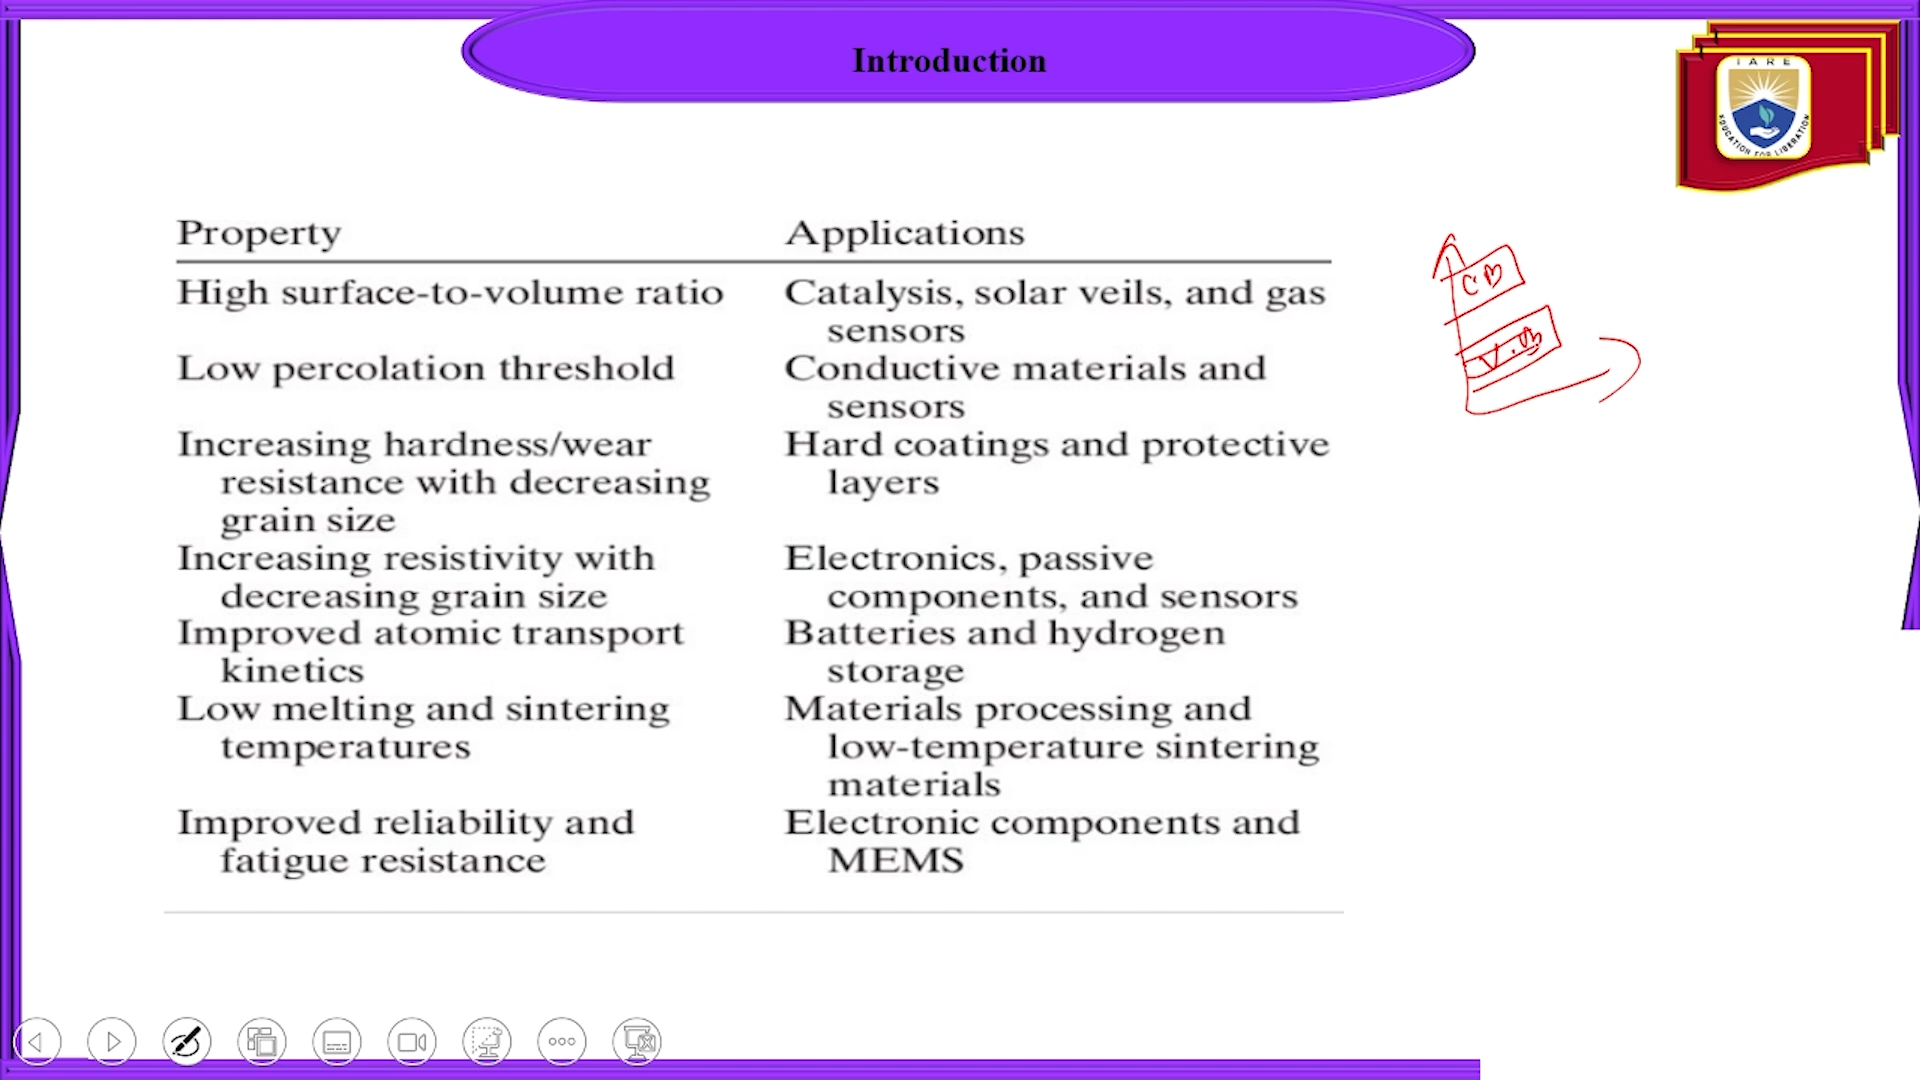 Introduction
I A R E
EDUCATION FOR LIBERATION
Property Applications
High surface-to-volume ratio Catalysis, solar veils, and gas
sensors
Low percolation threshold Conductive materials and
sensors
Increasing hardness/wear Hard coatings and protective
resistance with decreasing layers
grain size
Increasing resistivity with Electronics, passive
decreasing grain size components, and sensors
Improved atomic transport Batteries and hydrogen
kinetics storage
Low melting and sintering Materials processing and
temperatures low-temperature sintering
materials
Improved reliability and Electronic components and
fatigue resistance MEMS
C.B
V.B